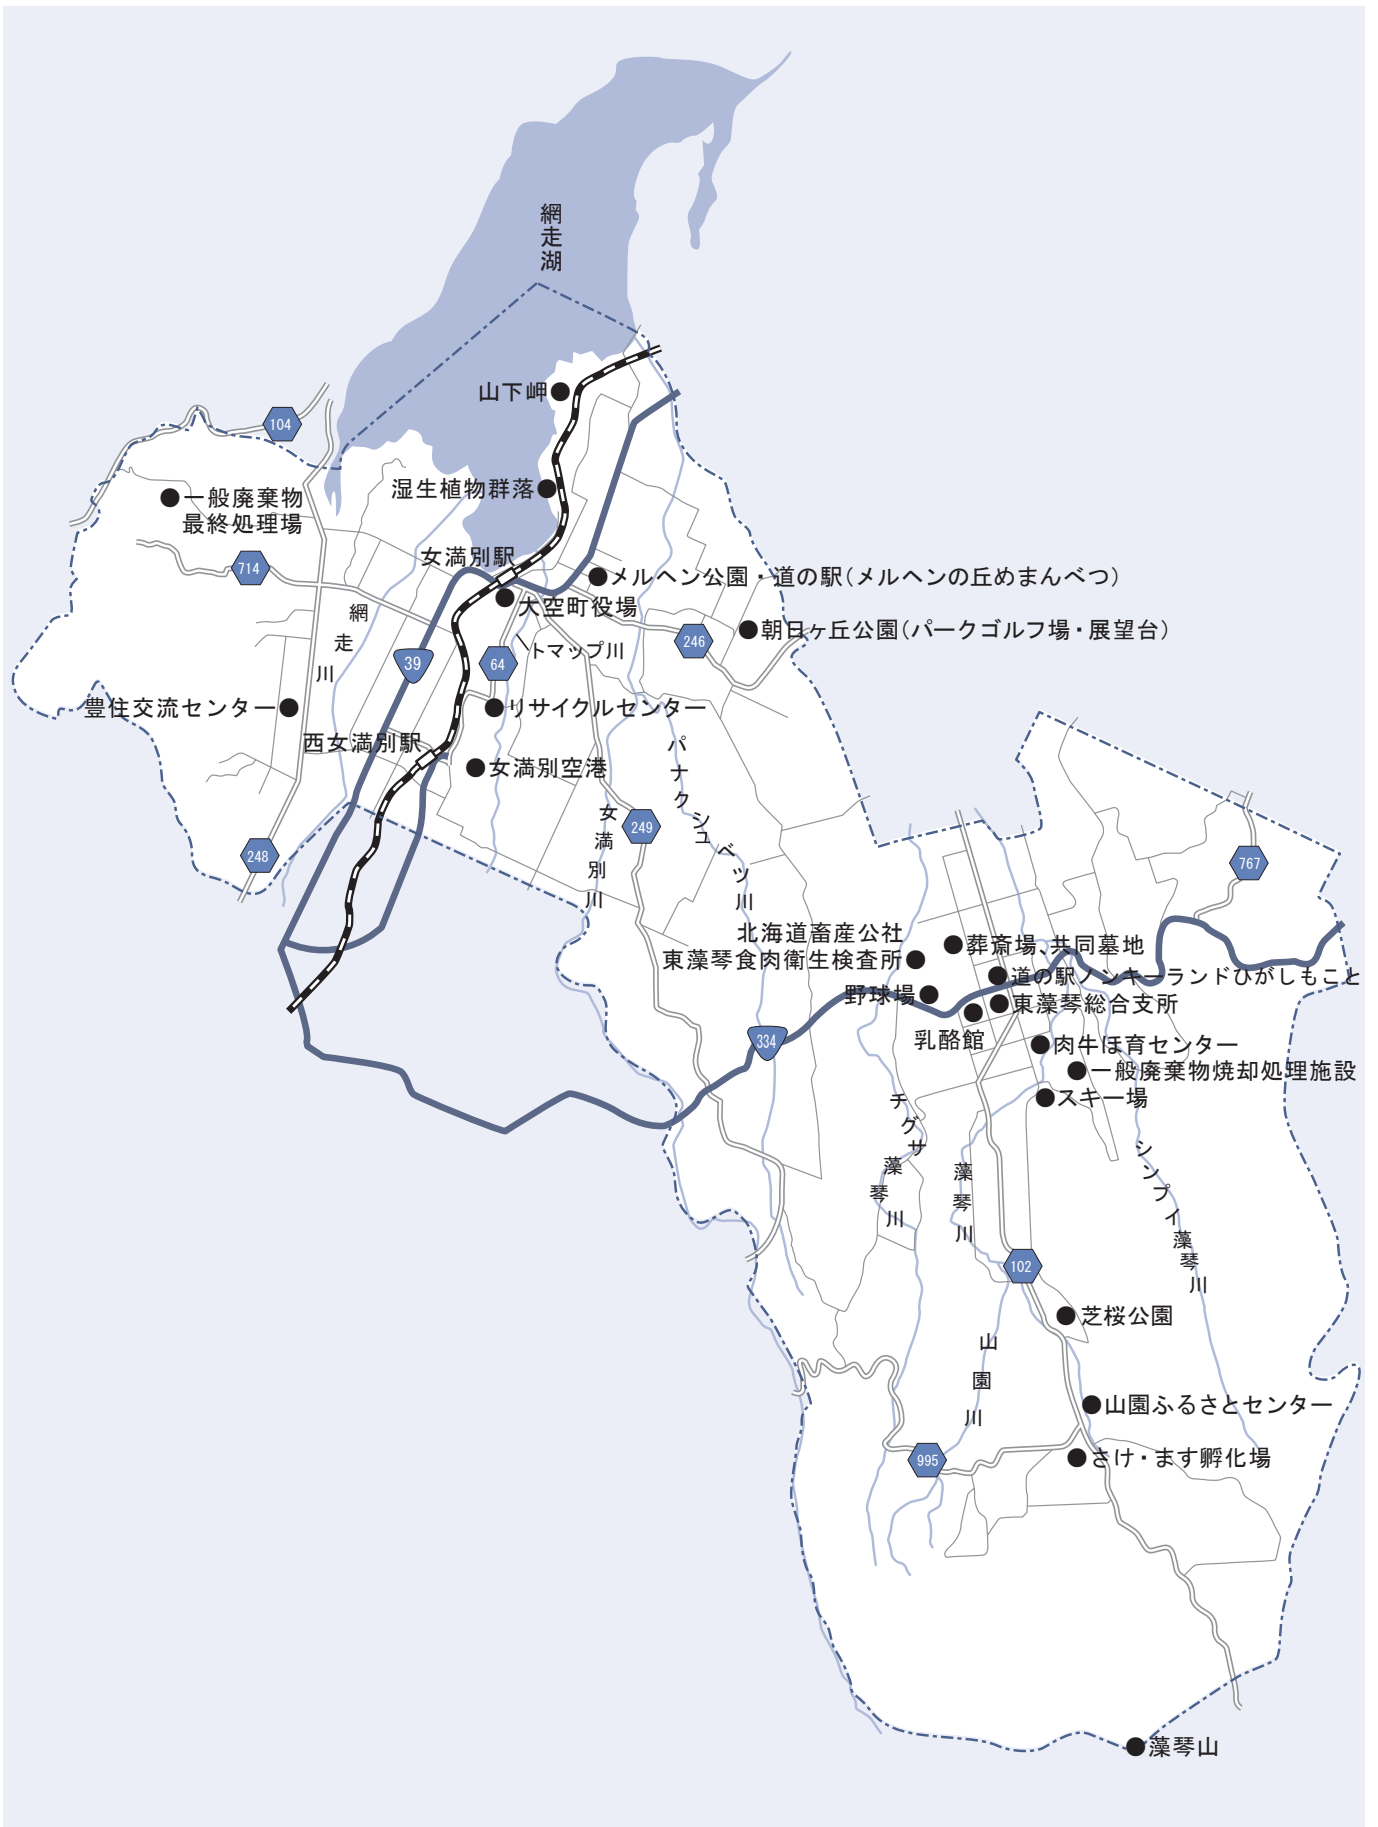 網走湖
山下岬
104
湿生植物群落
一般廃棄物
最終処理場
女満別駅
714
メルヘン公園・道の駅(メルヘンの丘めまんべつ)
大空町役場
網走川
朝日ヶ丘公園(パークゴルフ場・展望台)
246
トマップ川
39
64
豊住交流センター
リサイクルセンター
西女満別駅
女満別空港
パナクシュベツ川
女満別川
249
248
767
北海道畜産公社
東藻琴食肉衛生検査所
葬斎場、共同墓地
道の駅ノンキーランドひがしもこと
野球場
東藻琴総合支所
乳酪館
334
肉牛ほ育センター
一般廃棄物焼却処理施設
スキー場
チグサ藻琴川
藻琴川
シンプイ藻琴川
102
芝桜公園
山園川
山園ふるさとセンター
さけ・ます孵化場
995
藻琴山